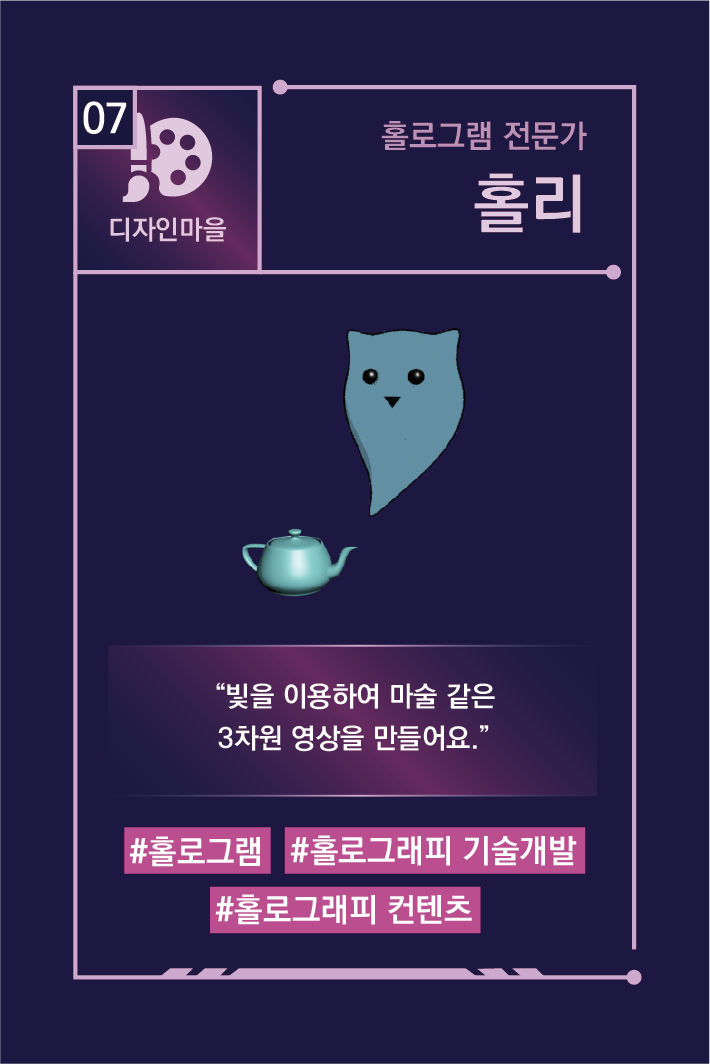 07
디자인마을
홀로그램 전문가
홀리
“빛을 이용하여 마술 같은
3차원 영상을 만들어요.”
#홀로그램 #홀로그래피 기술개발
#홀로그래피 컨텐츠